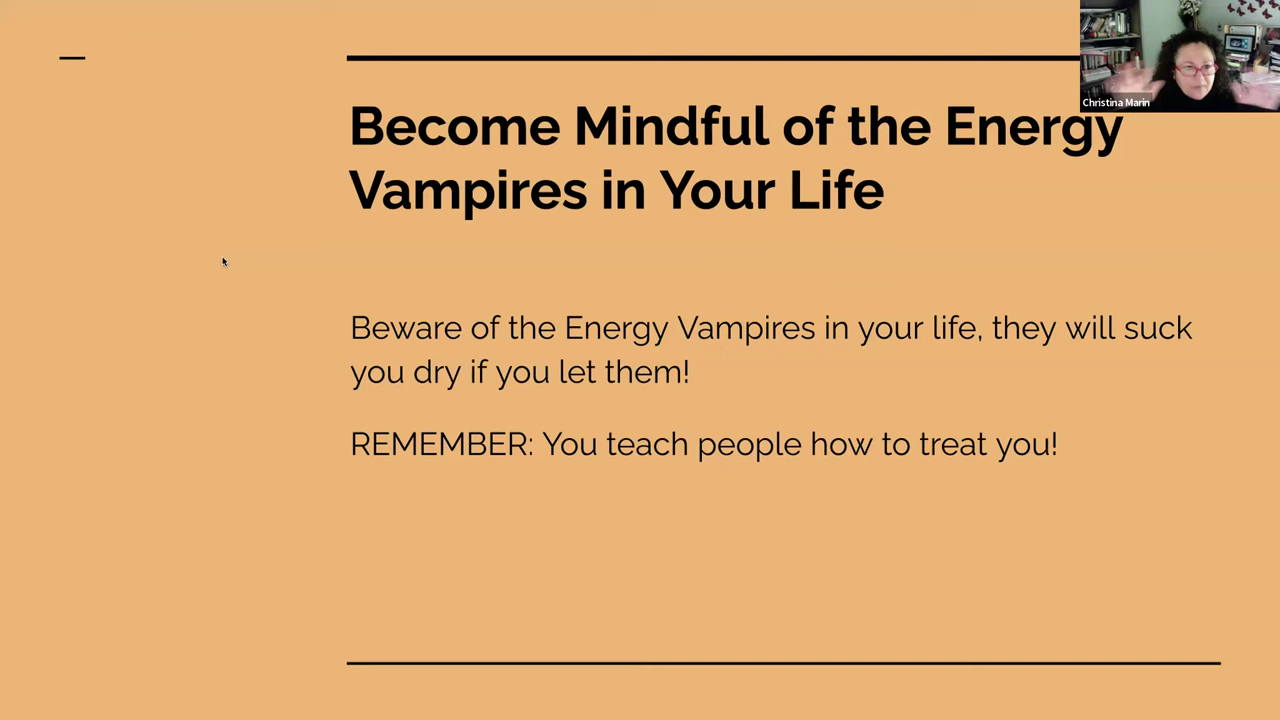 Christina Marin
Become Mindful of the Energy
Vampires in Your Life
Beware of the Energy Vampires in your life, they will suck
you dry if you let them!
REMEMBER: You teach people how to treat you!